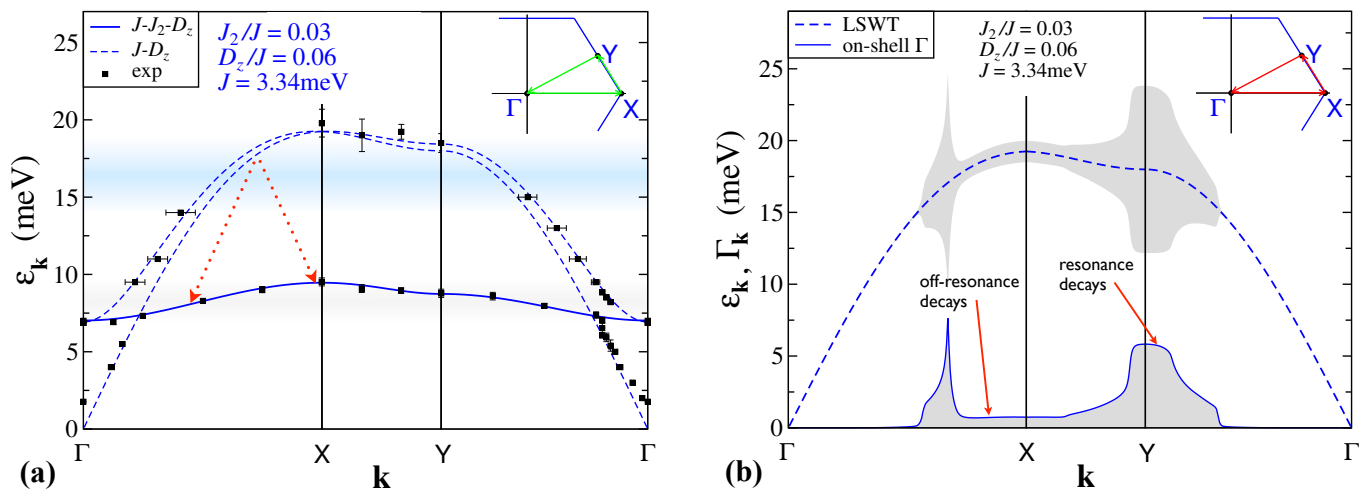 J-J₂-D_z
J-D_z
exp
J₂/J = 0.03
D_z/J = 0.06
J = 3.34meV
Γ
Y
X
25
20
15
10
5
0
ε_k (meV)
Γ
X
Y
Γ
k
(a)
LSWT
on-shell Γ
J₂/J = 0.03
D_z/J = 0.06
J = 3.34meV
Γ
Y
X
25
20
15
10
5
0
ε_k, Γ_k (meV)
off-resonance
decays
resonance
decays
Γ
X
Y
Γ
k
(b)